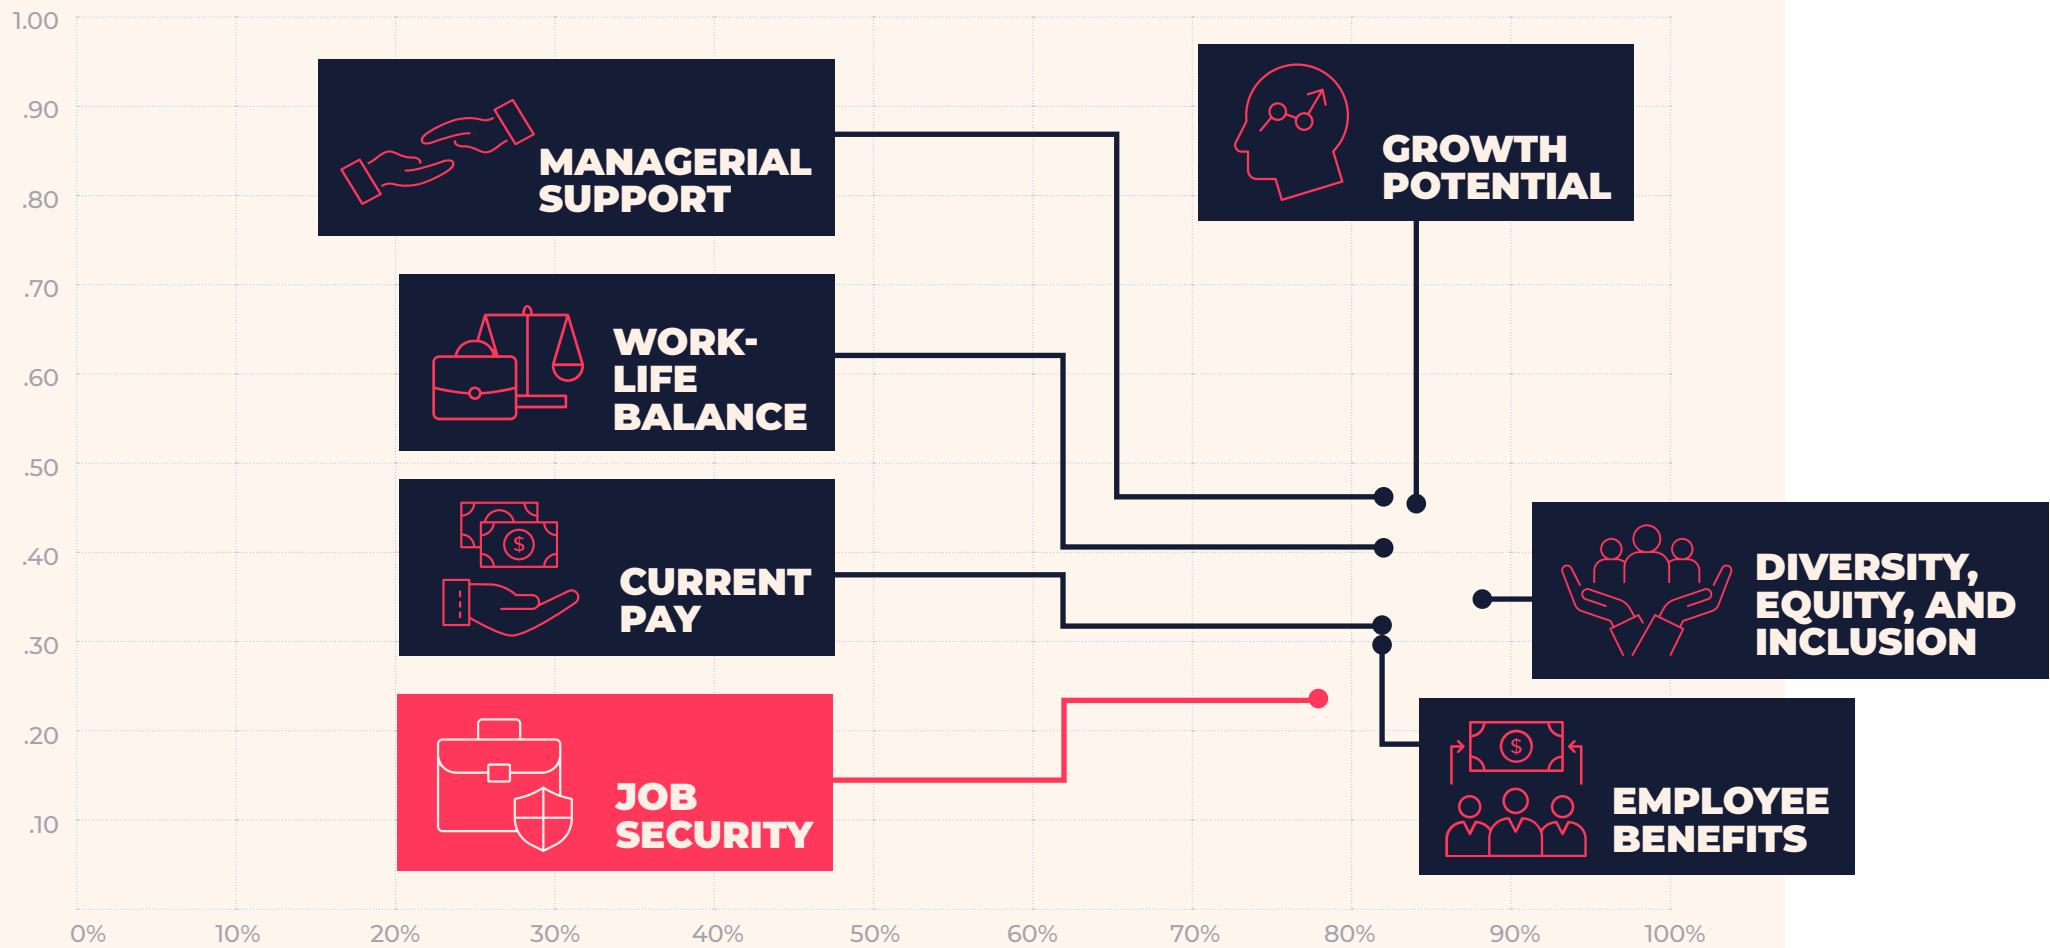 1.00
.90
.80
.70
.60
.50
.40
.30
.20
.10
MANAGERIAL
SUPPORT
GROWTH
POTENTIAL
WORK-
LIFE
BALANCE
$
CURRENT
PAY
DIVERSITY,
EQUITY, AND
INCLUSION
JOB
SECURITY
$
EMPLOYEE
BENEFITS
0%
10%
20%
30%
40%
50%
60%
70%
80%
90%
100%